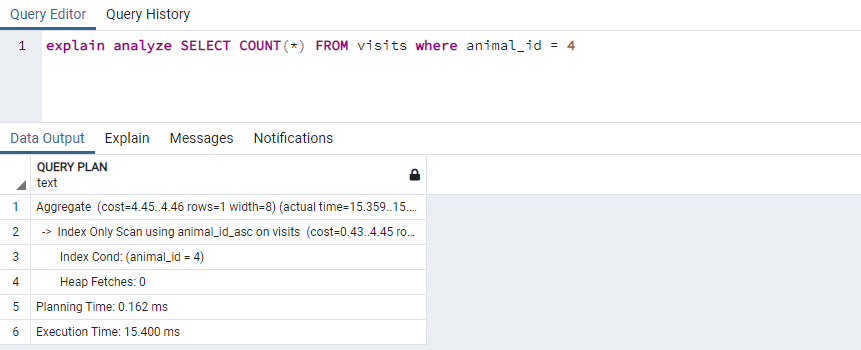 Query Editor Query History
1 explain analyze SELECT COUNT(*) FROM visits where animal_id = 4
Data Output Explain Messages Notifications
QUERY PLAN
text
1 Aggregate (cost=4.45..4.46 rows=1 width=8) (actual time=15.359..15....
2 -> Index Only Scan using animal_id_asc on visits (cost=0.43..4.45 ro...
3 Index Cond: (animal_id = 4)
4 Heap Fetches: 0
5 Planning Time: 0.162 ms
6 Execution Time: 15.400 ms